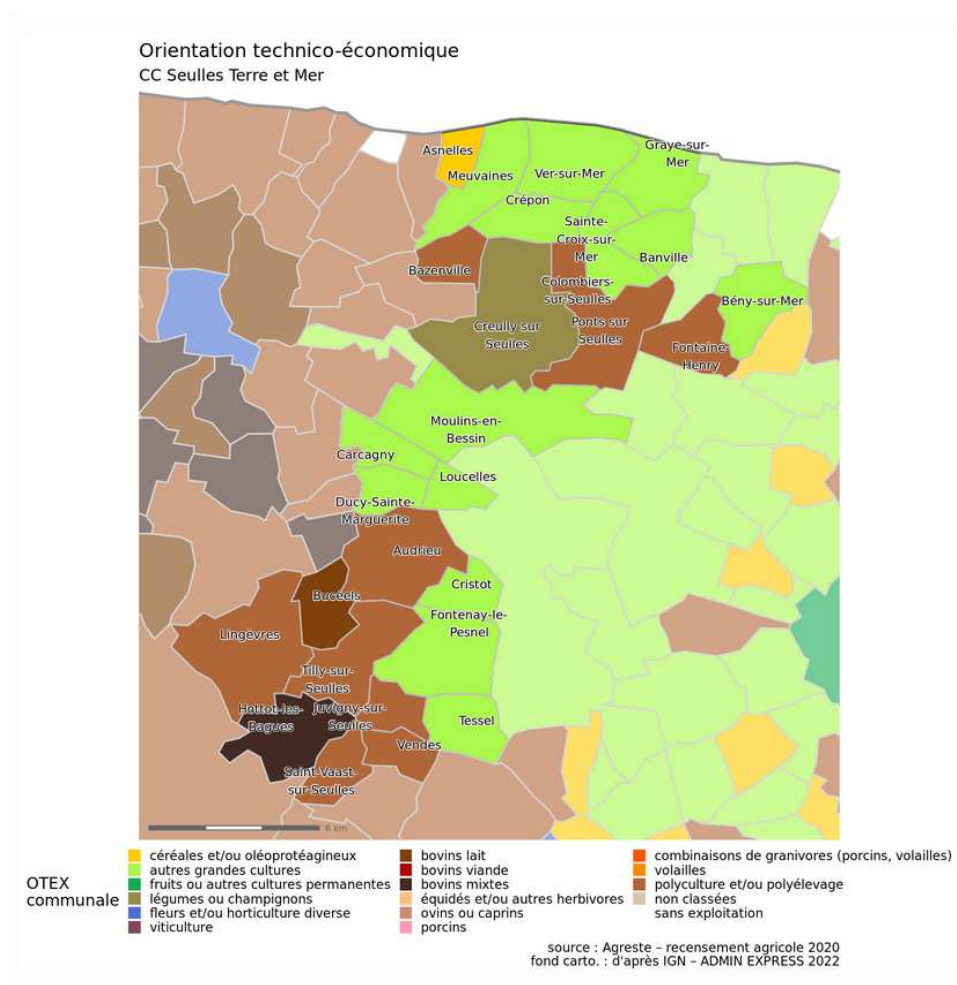 Orientation technico-économique
CC Seulles Terre et Mer
Asnelles
Graye-sur-
Mer
Meuvaines
Ver-sur-Mer
Crépon
Sainte-
Croix-sur-
Mer
Banville
Bazenville
Colombiers-
sur-Seulles
Bény-sur-Mer
Creully sur
Seulles
Ponts sur
Seulles
Fontaine-
Henry
Moulins-en-
Bessin
Carcagny
Loucelles
Ducy-Sainte-
Marguerite
Audrieu
Cristot
Bucéels
Fontenay-le-
Pesnel
Lingèvres
Tilly-sur-
Seulles
Hottot-les-
Bagues
Juvigny-sur-
Seulles
Tessel
Vendes
Saint-Vaast-
sur-Seulles
6 km
OTEX
communale
céréales et/ou oléoprotéagineux
autres grandes cultures
fruits ou autres cultures permanentes
légumes ou champignons
fleurs et/ou horticulture diverse
viticulture
bovins lait
bovins viande
bovins mixtes
équidés et/ou autres herbivores
ovins ou caprins
porcins
combinaisons de granivores (porcins, volailles)
volailles
polyculture et/ou polyélevage
non classées
sans exploitation
source : Agreste – recensement agricole 2020
fond carto. : d'après IGN – ADMIN EXPRESS 2022